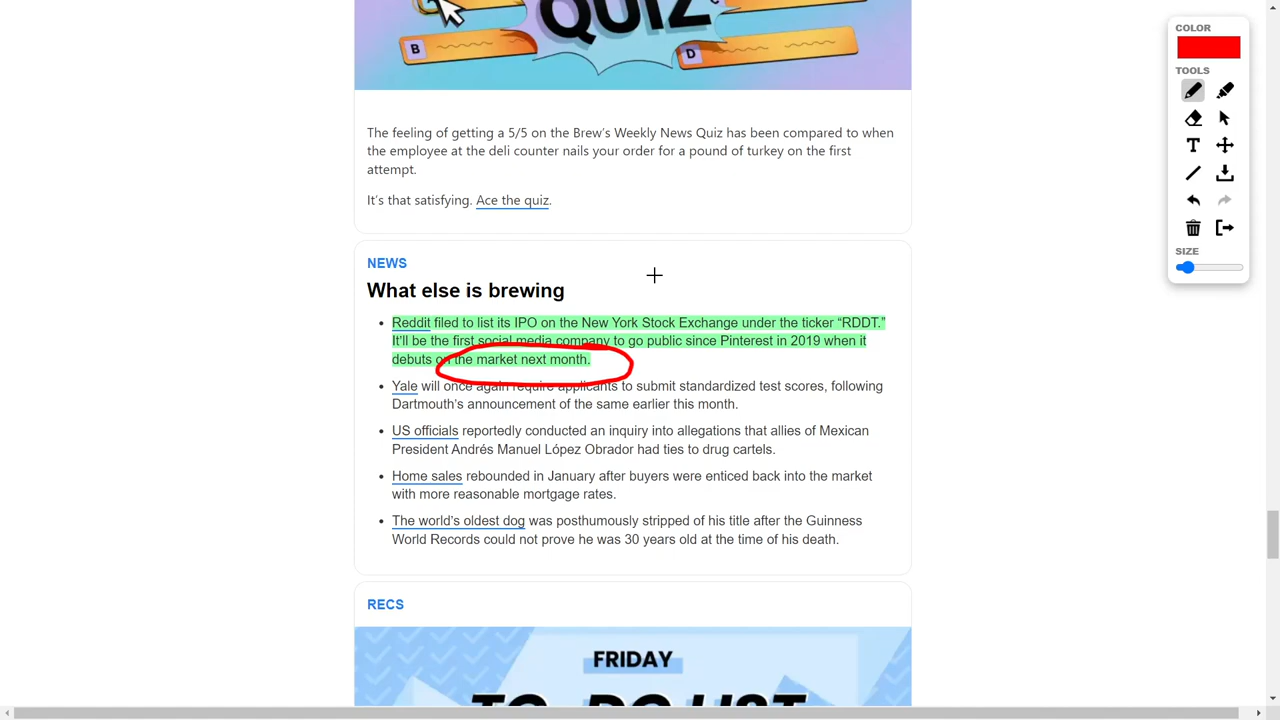 QUIZ
B
D
The feeling of getting a 5/5 on the Brew’s Weekly News Quiz has been compared to when
the employee at the deli counter nails your order for a pound of turkey on the first
attempt.
It’s that satisfying. Ace the quiz.
NEWS
What else is brewing
• Reddit filed to list its IPO on the New York Stock Exchange under the ticker “RDDT.”
It’ll be the first social media company to go public since Pinterest in 2019 when it
debuts on the market next month.
• Yale will once again require applicants to submit standardized test scores, following
Dartmouth’s announcement of the same earlier this month.
• US officials reportedly conducted an inquiry into allegations that allies of Mexican
President Andrés Manuel López Obrador had ties to drug cartels.
• Home sales rebounded in January after buyers were enticed back into the market
with more reasonable mortgage rates.
• The world’s oldest dog was posthumously stripped of his title after the Guinness
World Records could not prove he was 30 years old at the time of his death.
RECS
FRIDAY
TO-DO LIST
COLOR
TOOLS
T
SIZE